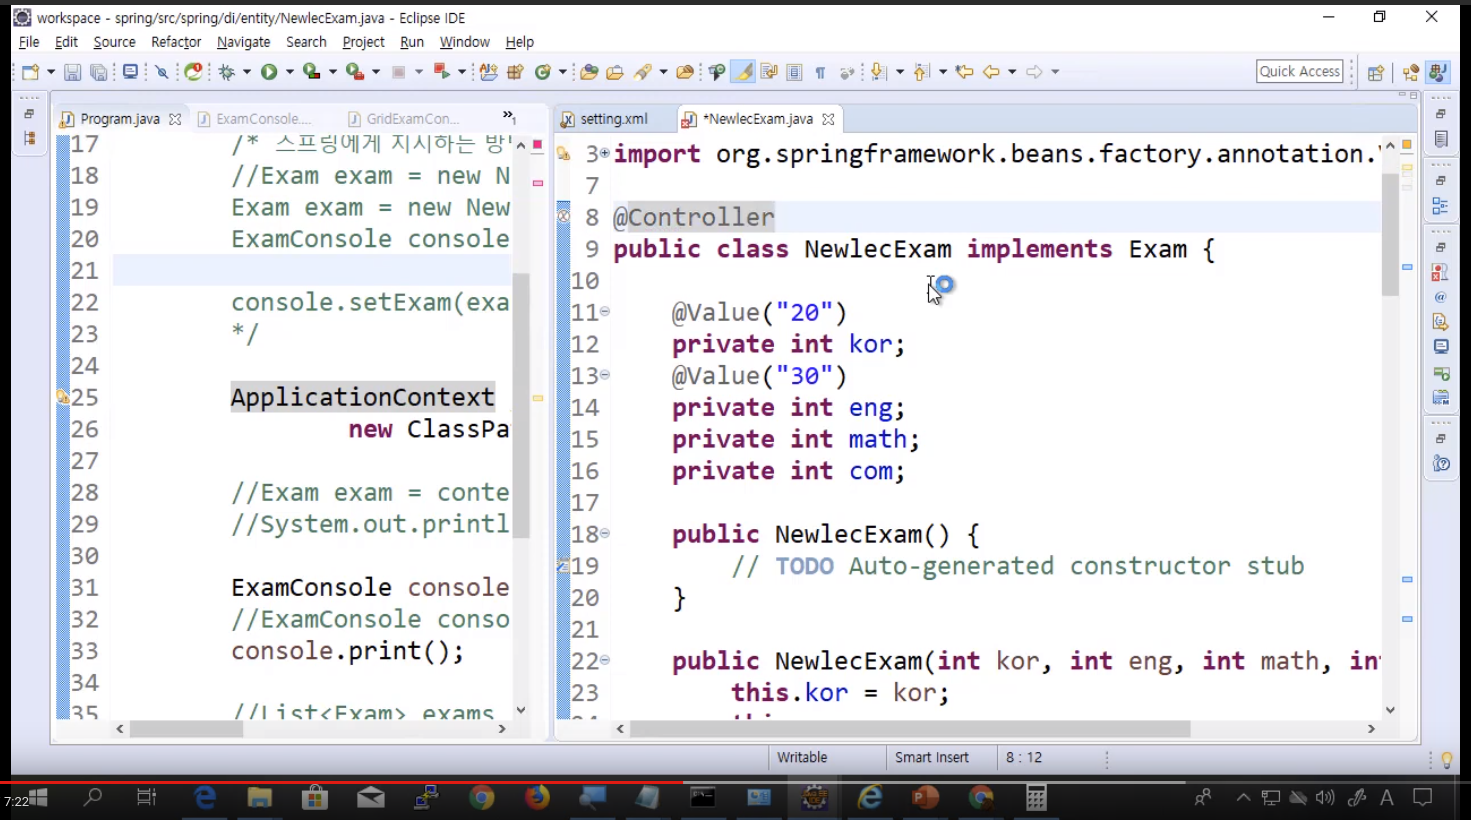 workspace - spring/src/spring/di/entity/NewlecExam.java - Eclipse IDE
File Edit Source Refactor Navigate Search Project Run Window Help
Quick Access
Program.java ExamConsole.... GridExamCon... »1
17 /* 스프링에게 지시하는 방
18 //Exam exam = new N
19 Exam exam = new New
20 ExamConsole console
21
22 console.setExam(exa
23 */
24
25 ApplicationContext
26 new ClassPa
27
28 //Exam exam = conte
29 //System.out.printl
30
31 ExamConsole console
32 //ExamConsole conso
33 console.print();
34
35 //List<Exam> exams
setting.xml *NewlecExam.java
3 import org.springframework.beans.factory.annotation.
7
8 @Controller
9 public class NewlecExam implements Exam {
10
11 @Value("20")
12 private int kor;
13 @Value("30")
14 private int eng;
15 private int math;
16 private int com;
17
18 public NewlecExam() {
19 // TODO Auto-generated constructor stub
20 }
21
22 public NewlecExam(int kor, int eng, int math, in
23 this.kor = kor;
Writable Smart Insert 8 : 12
7:22
A